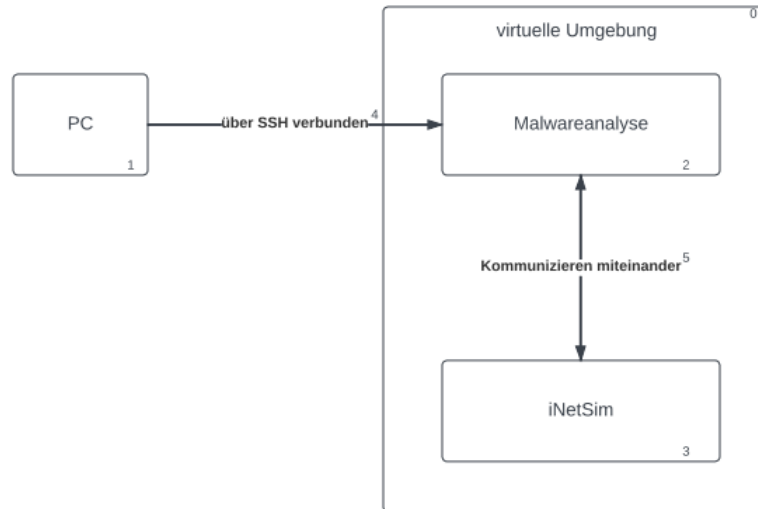 0
virtuelle Umgebung
PC
1
über SSH verbunden 4
Malwareanalyse
2
Kommunizieren miteinander 5
iNetSim
3